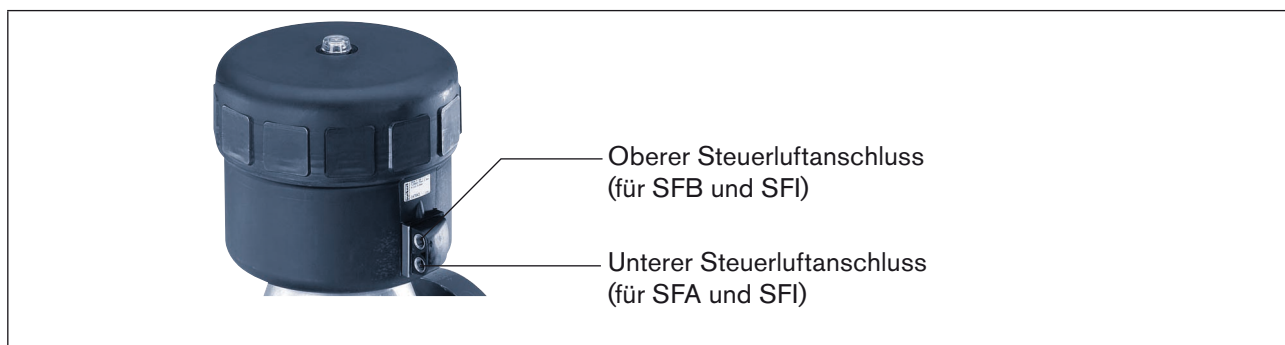 Oberer Steuerluftanschluss
(für SFB und SFI)
Unterer Steuerluftanschluss
(für SFA und SFI)